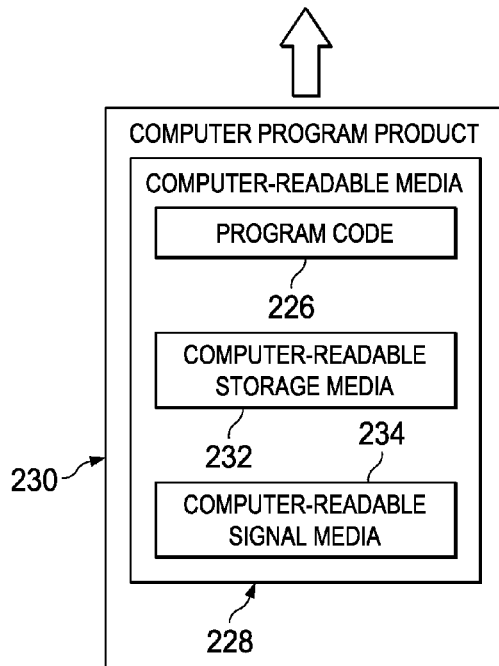 COMPUTER PROGRAM PRODUCT
COMPUTER-READABLE MEDIA
PROGRAM CODE
226
COMPUTER-READABLE
STORAGE MEDIA
232
234
230
COMPUTER-READABLE
SIGNAL MEDIA
228